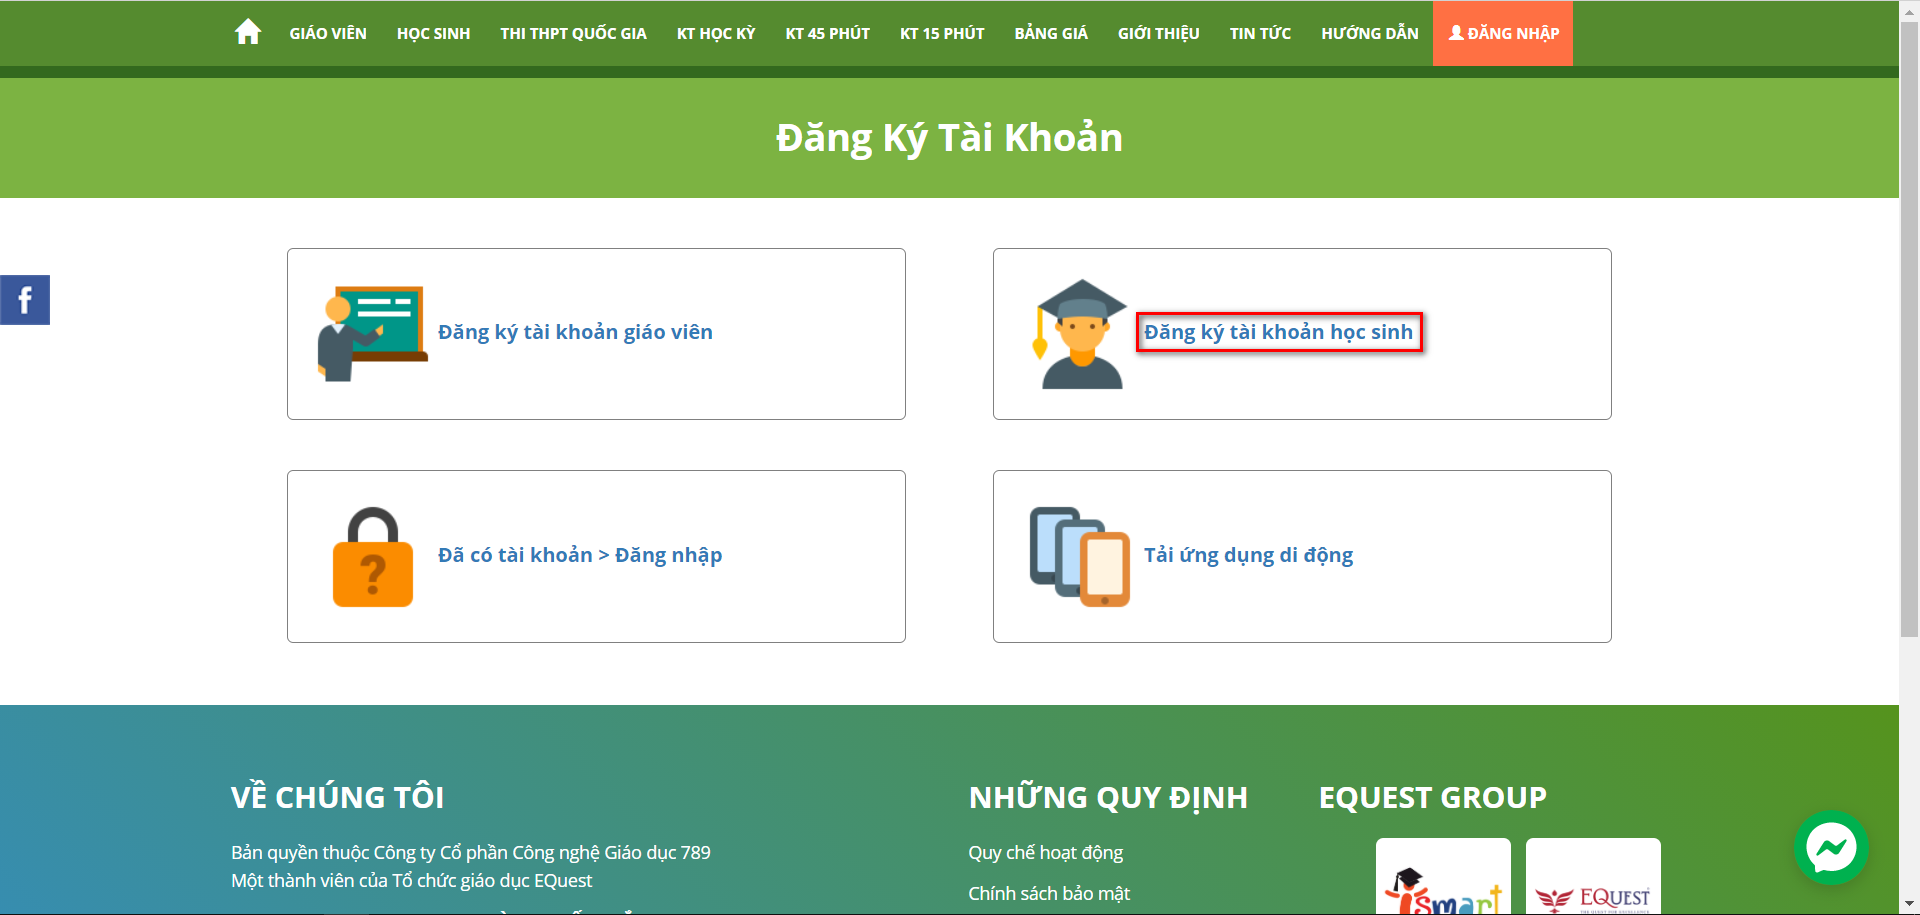 GIÁO VIÊN HỌC SINH THI THPT QUỐC GIA KT HỌC KỲ KT 45 PHÚT KT 15 PHÚT BẢNG GIÁ GIỚI THIỆU TIN TỨC HƯỚNG DẪN ĐĂNG NHẬP
Đăng Ký Tài Khoản
f
Đăng ký tài khoản giáo viên
Đăng ký tài khoản học sinh
?
Đã có tài khoản > Đăng nhập
Tải ứng dụng di động
VỀ CHÚNG TÔI
Bản quyền thuộc Công ty Cổ phần Công nghệ Giáo dục 789
Một thành viên của Tổ chức giáo dục EQuest
NHỮNG QUY ĐỊNH
Quy chế hoạt động
Chính sách bảo mật
EQUEST GROUP
ismart
EQUEST